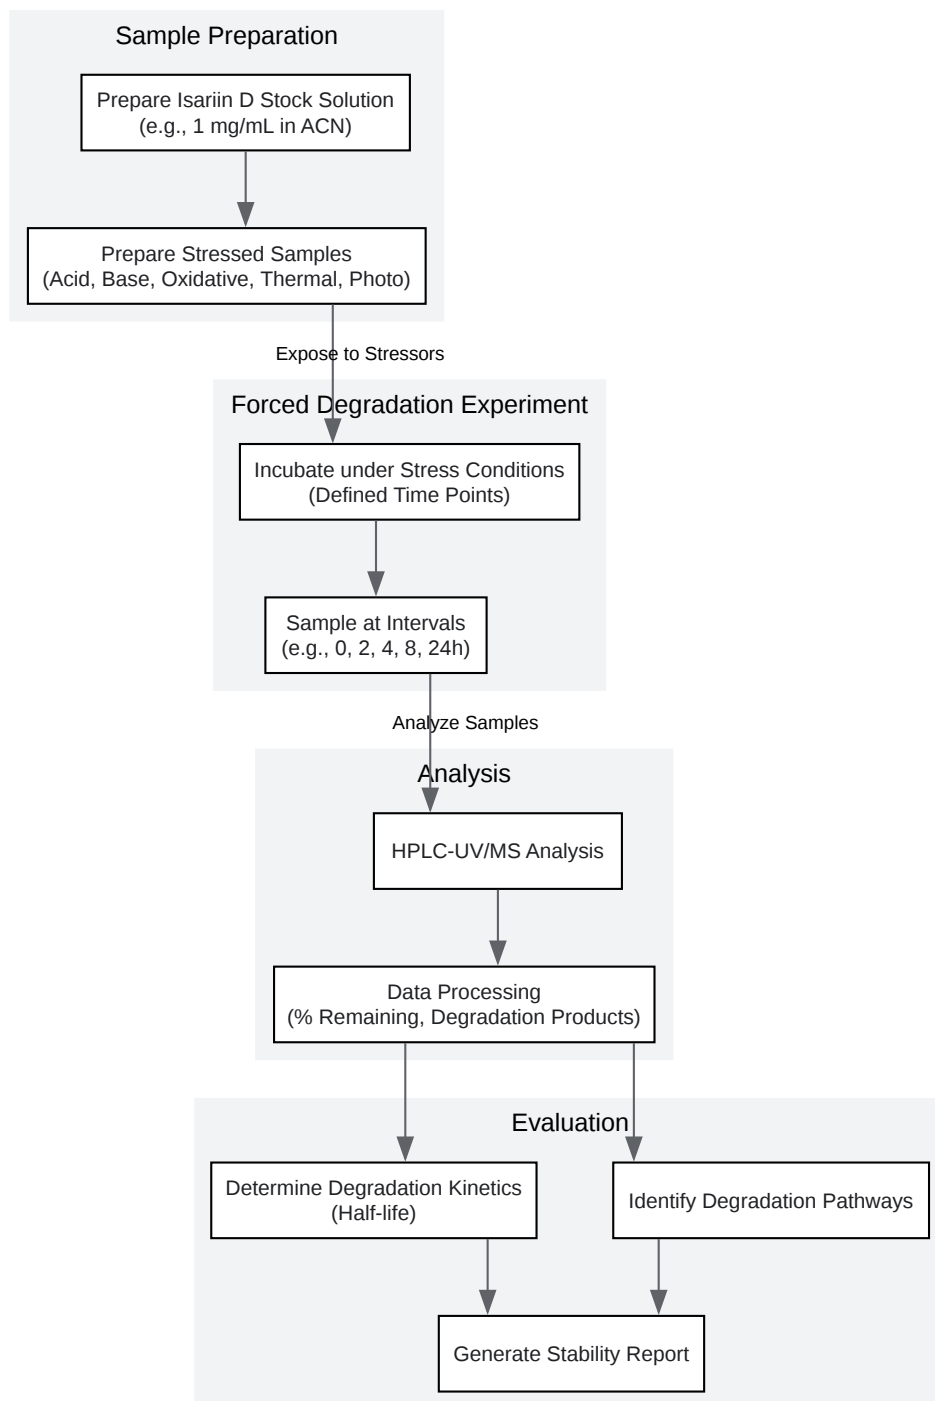 Sample Preparation
Prepare Isariin D Stock Solution
(e.g., 1 mg/mL in ACN)
Prepare Stressed Samples
(Acid, Base, Oxidative, Thermal, Photo)
Expose to Stressors
Forced Degradation Experiment
Incubate under Stress Conditions
(Defined Time Points)
Sample at Intervals
(e.g., 0, 2, 4, 8, 24h)
Analyze Samples
Analysis
HPLC-UV/MS Analysis
Data Processing
(% Remaining, Degradation Products)
Evaluation
Determine Degradation Kinetics
(Half-life)
Identify Degradation Pathways
Generate Stability Report